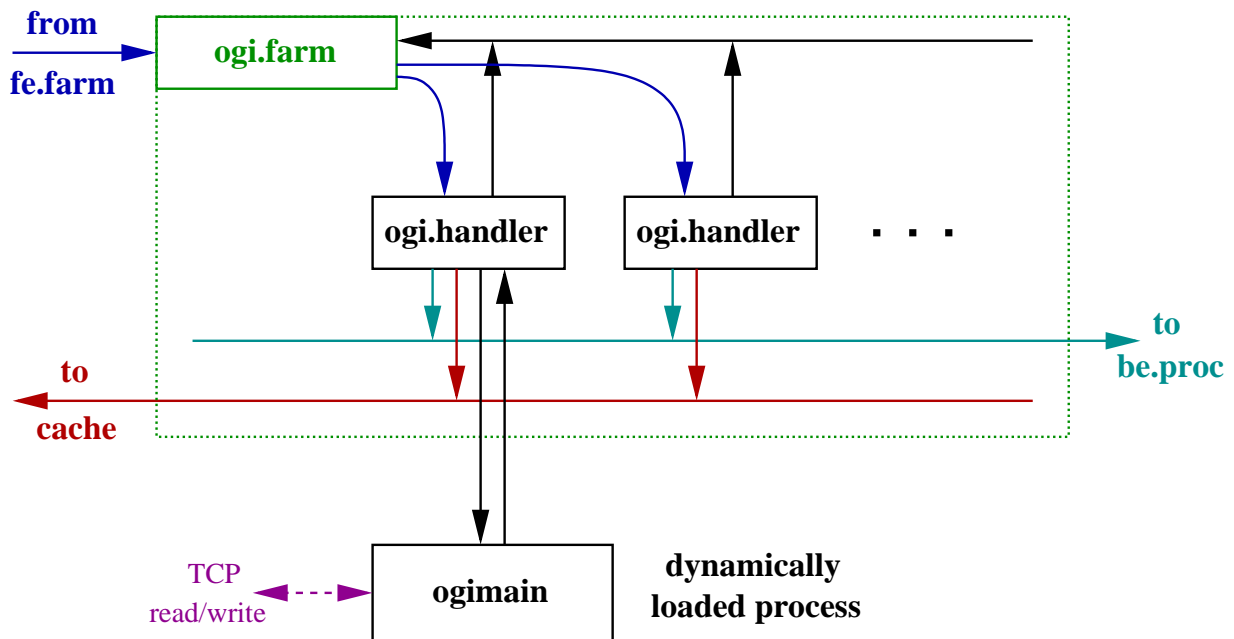 from
fe.farm
ogi.farm
ogi.handler
ogi.handler
. . .
to
be.proc
to
cache
TCP
read/write
ogimain
dynamically
loaded process